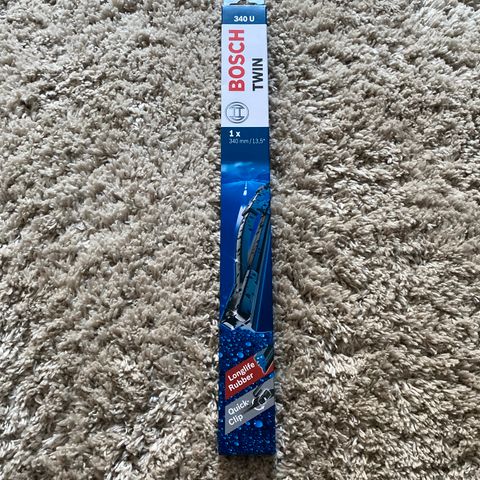 340 U
BOSCH
TWIN
1 x
340 mm / 13,5"
Longlife
Rubber
Quick-
Clip